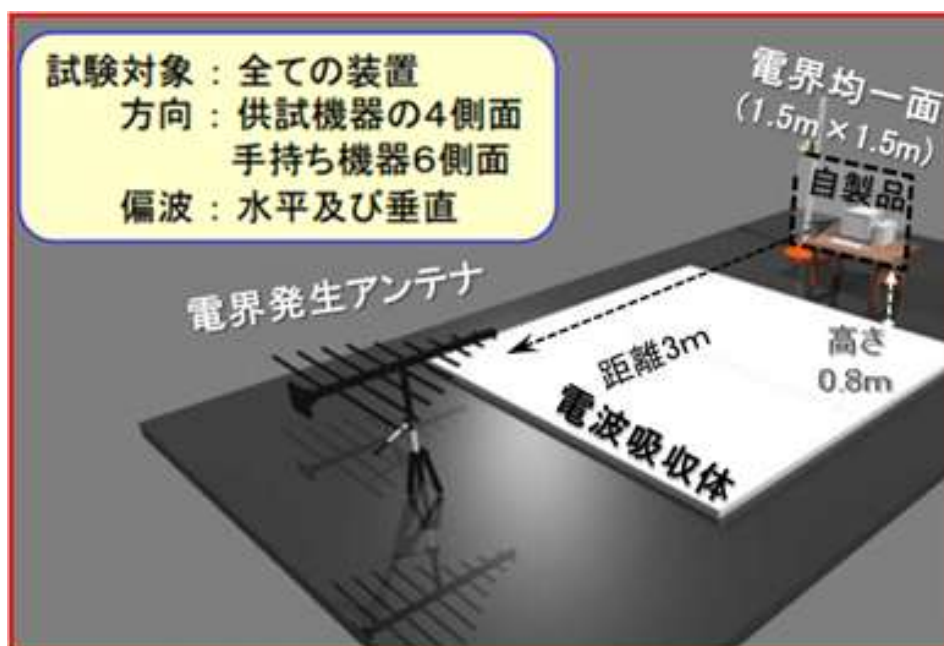 試験対象：全ての装置
方向：供試機器の4側面
手持ち機器6側面
偏波：水平及び垂直
電界均一面
(1.5m×1.5m)
自製品
電界発生アンテナ
距離3m
高さ
0.8m
電波吸収体